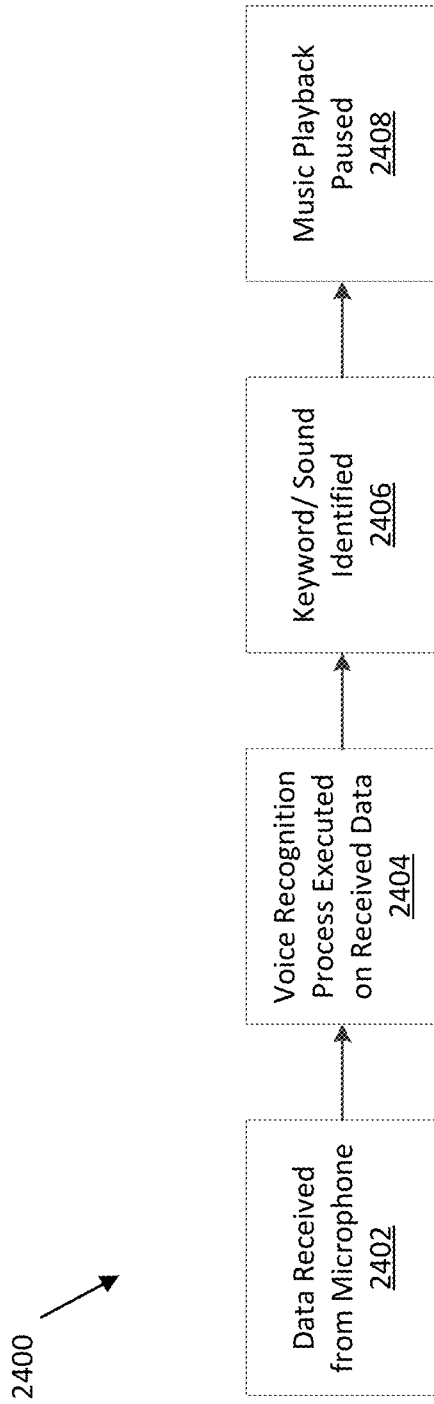 2400
Data Received
from Microphone
2402
Voice Recognition
Process Executed
on Received Data
2404
Keyword/ Sound
Identified
2406
Music Playback
Paused
2408